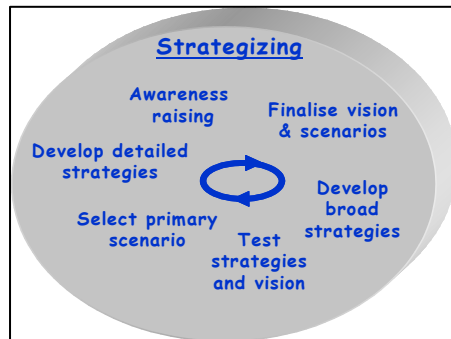 Strategizing
Awareness
raising
Finalise vision
& scenarios
Develop detailed
strategies
Develop
broad
strategies
Select primary
scenario
Test
strategies
and vision